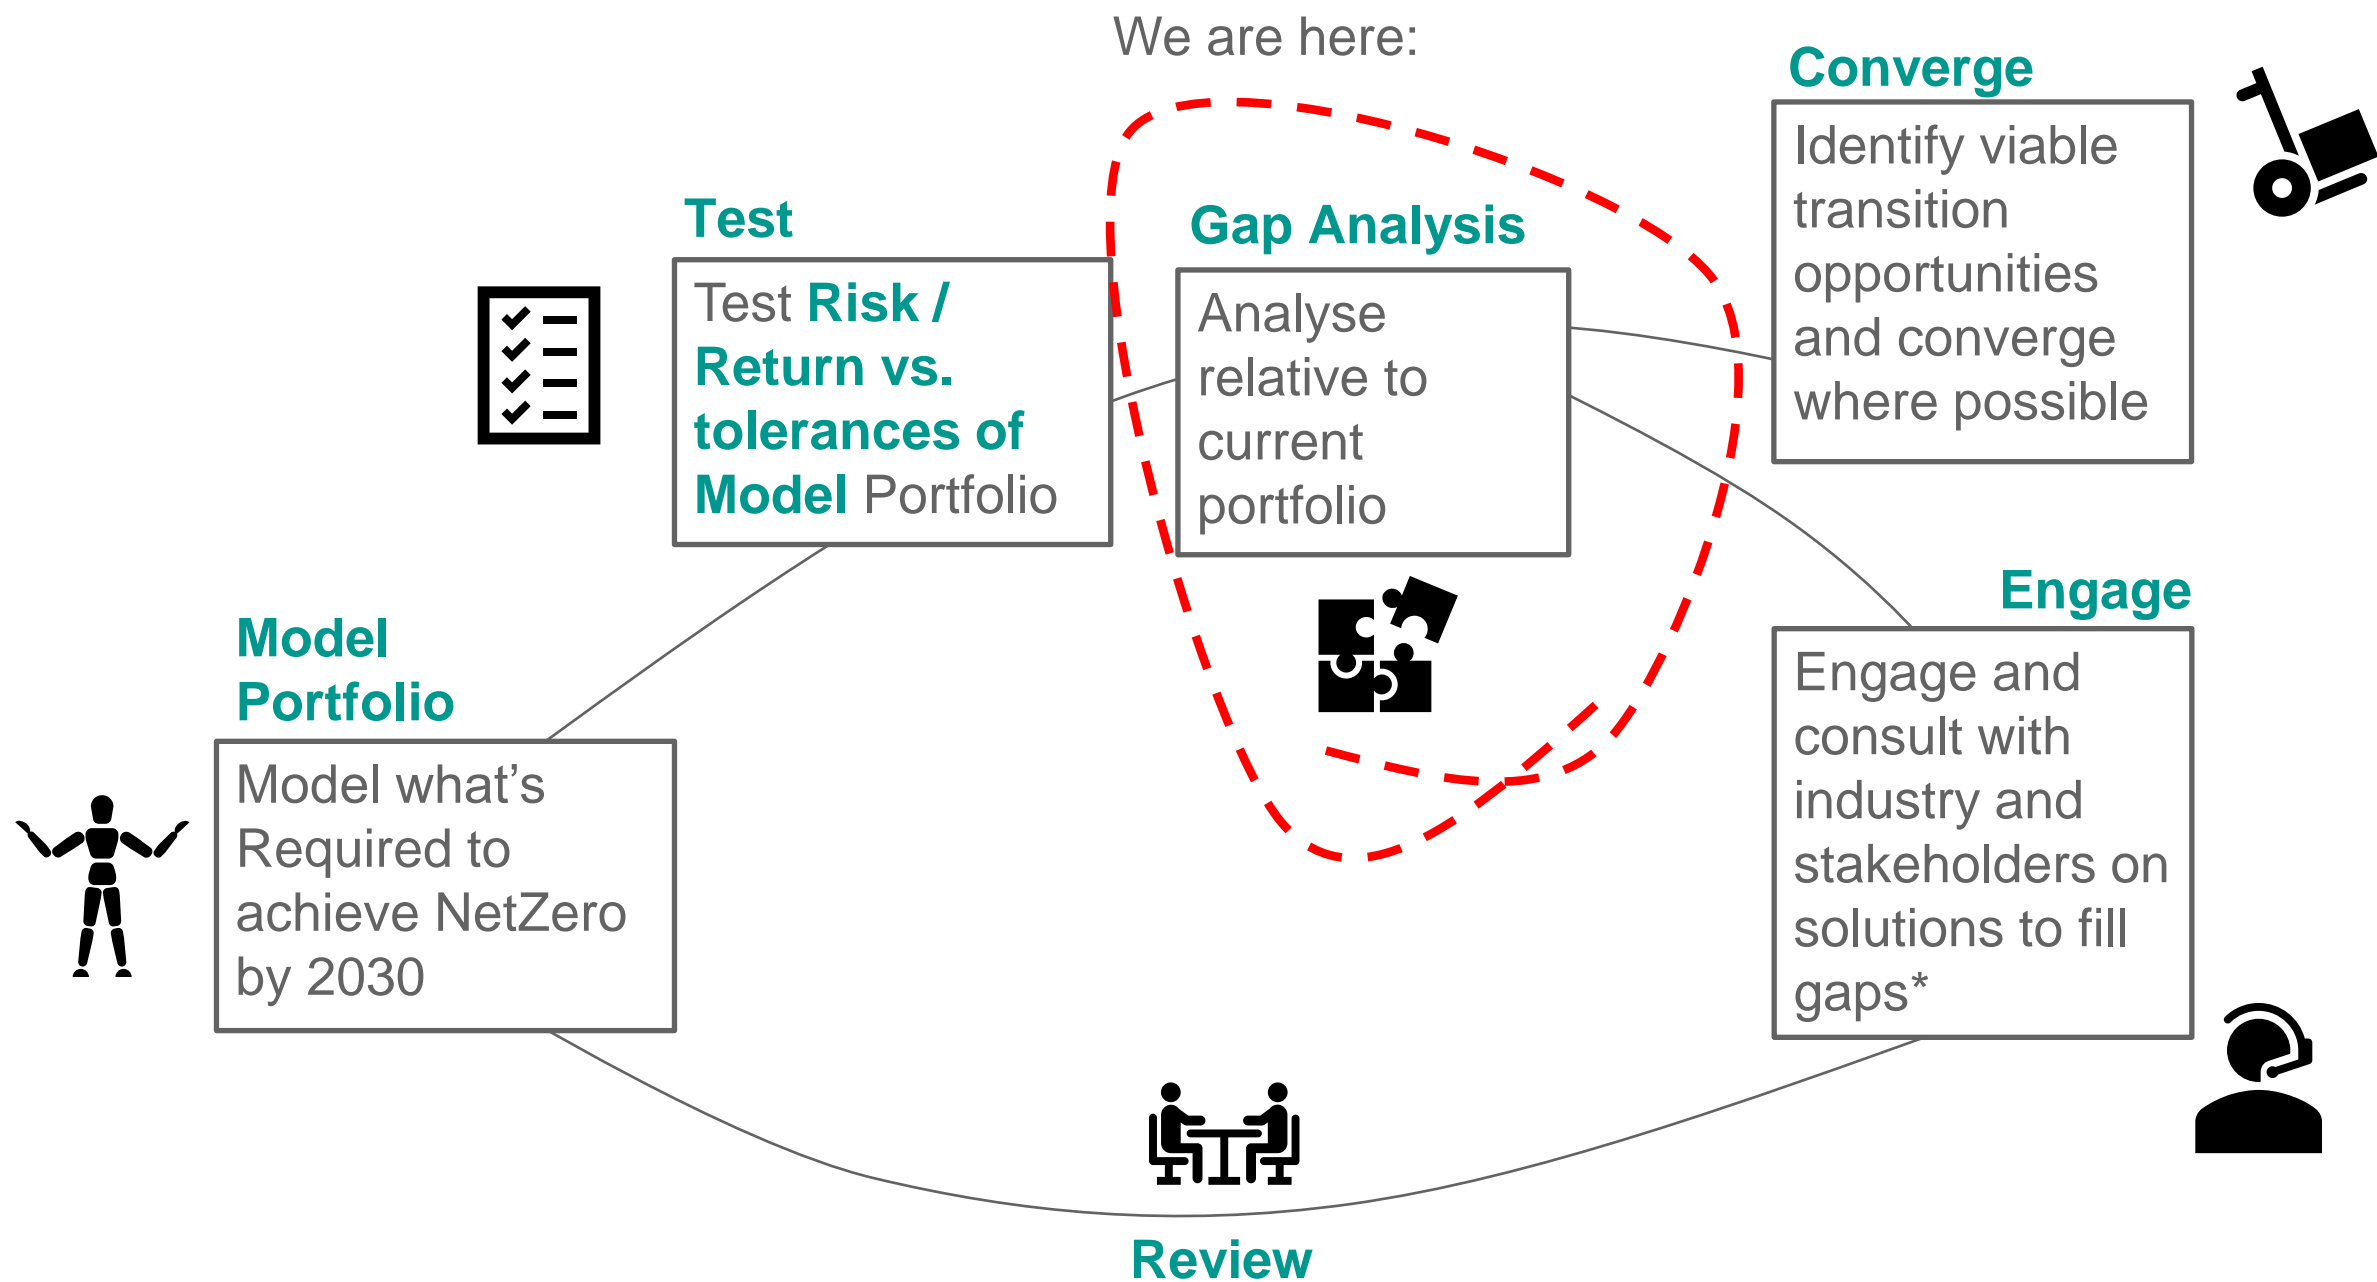 We are here:
Converge
Identify viable
transition
opportunities
and converge
where possible
Test
Test Risk /
Return vs.
tolerances of
Model Portfolio
Gap Analysis
Analyse
relative to
current
portfolio
Engage
Engage and
consult with
industry and
stakeholders on
solutions to fill
gaps*
Model
Portfolio
Model what’s
Required to
achieve NetZero
by 2030
Review